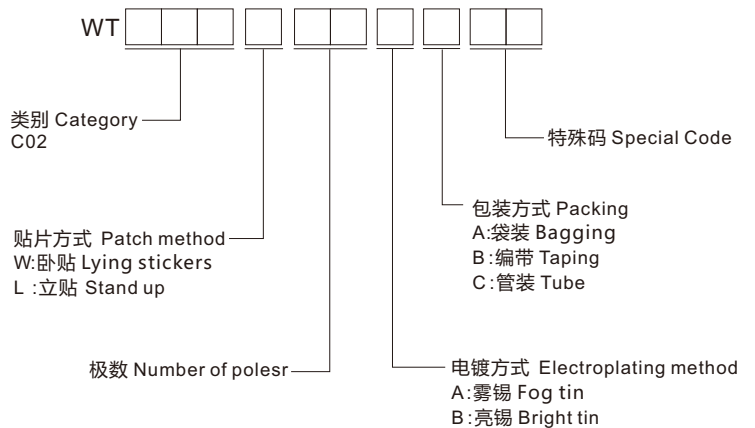 WT
类别 Category
C02
特殊码 Special Code
贴片方式 Patch method
W:卧贴 Lying stickers
L :立贴 Stand up
包装方式 Packing
A:袋装 Bagging
B:编带 Taping
C:管装 Tube
极数 Number of polesr
电镀方式 Electroplating method
A:雾锡 Fog tin
B:亮锡 Bright tin